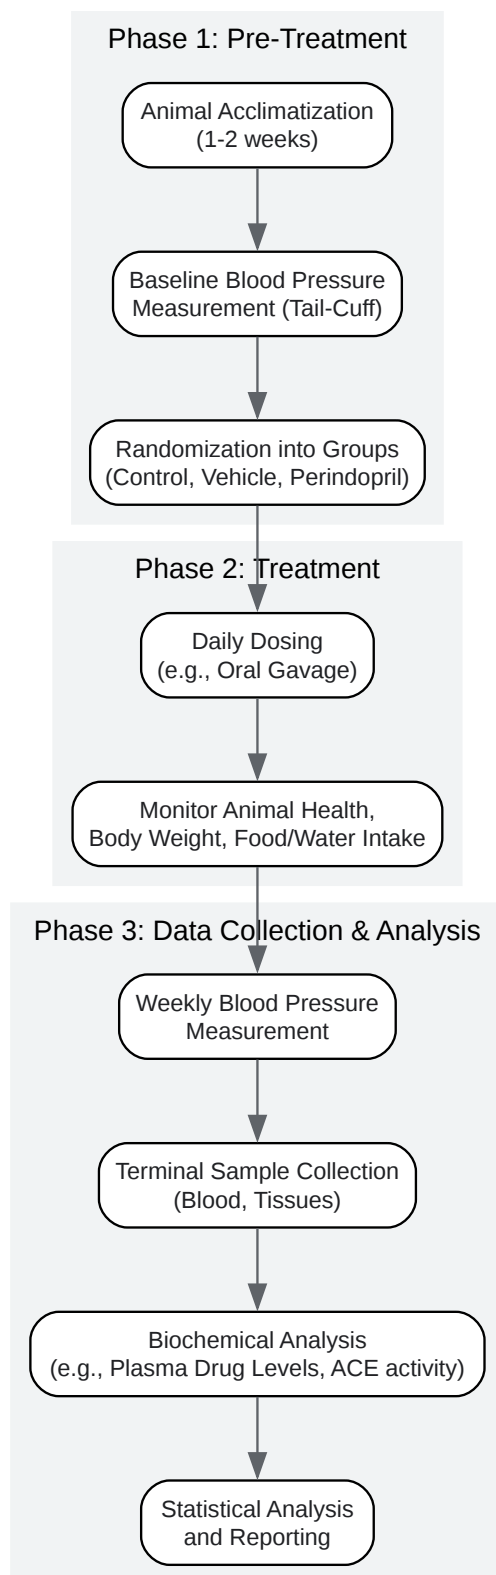 Phase 1: Pre-Treatment
Animal Acclimatization
(1-2 weeks)
Baseline Blood Pressure
Measurement (Tail-Cuff)
Randomization into Groups
(Control, Vehicle, Perindopril)
Phase 2: Treatment
Daily Dosing
(e.g., Oral Gavage)
Monitor Animal Health,
Body Weight, Food/Water Intake
Phase 3: Data Collection & Analysis
Weekly Blood Pressure
Measurement
Terminal Sample Collection
(Blood, Tissues)
Biochemical Analysis
(e.g., Plasma Drug Levels, ACE activity)
Statistical Analysis
and Reporting